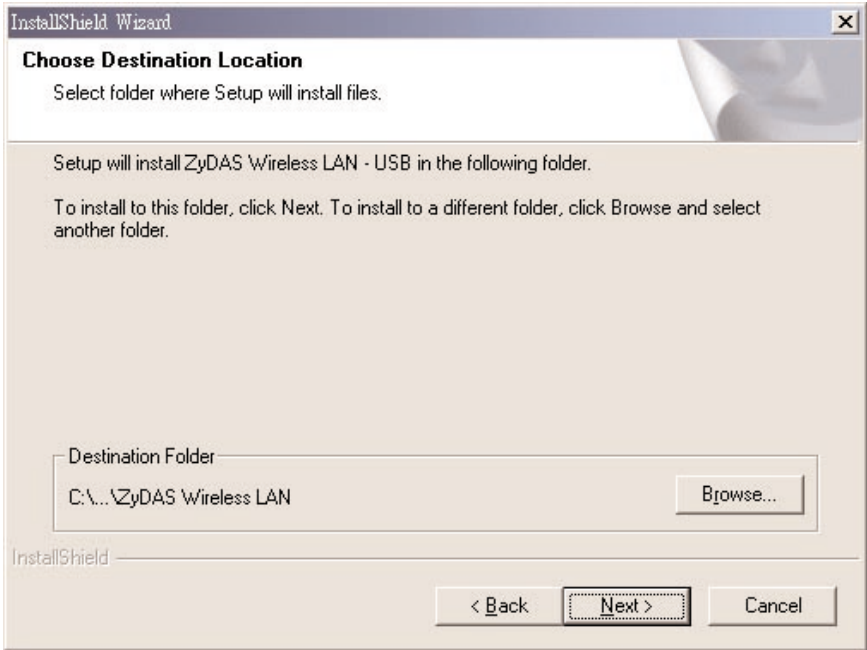 InstallShield Wizard
Choose Destination Location
Select folder where Setup will install files.
Setup will install ZyDAS Wireless LAN - USB in the following folder.
To install to this folder, click Next. To install to a different folder, click Browse and select
another folder.
Destination Folder
C:\...\ZyDAS Wireless LAN
Browse...
InstallShield
< Back
Next >
Cancel